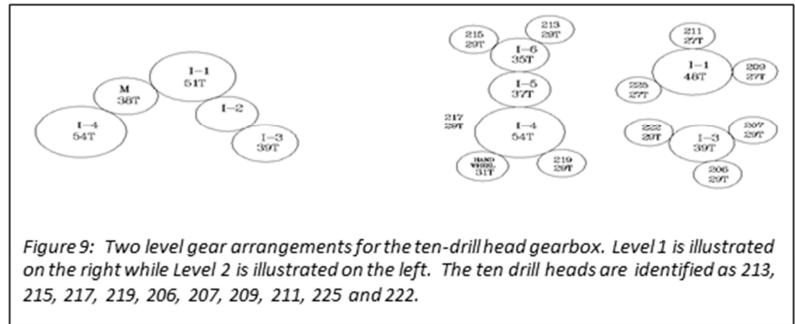 I-1
51T
M
38T
I-2
I-4
54T
I-3
39T
215
29T
213
29T
I-6
35T
I-5
37T
217
29T
I-4
54T
HAND
WHEEL
31T
219
29T
211
27T
I-1
48T
209
27T
225
27T
222
29T
I-3
39T
207
29T
206
29T
Figure 9: Two level gear arrangements for the ten-drill head gearbox. Level 1 is illustrated
on the right while Level 2 is illustrated on the left. The ten drill heads are identified as 213,
215, 217, 219, 206, 207, 209, 211, 225 and 222.